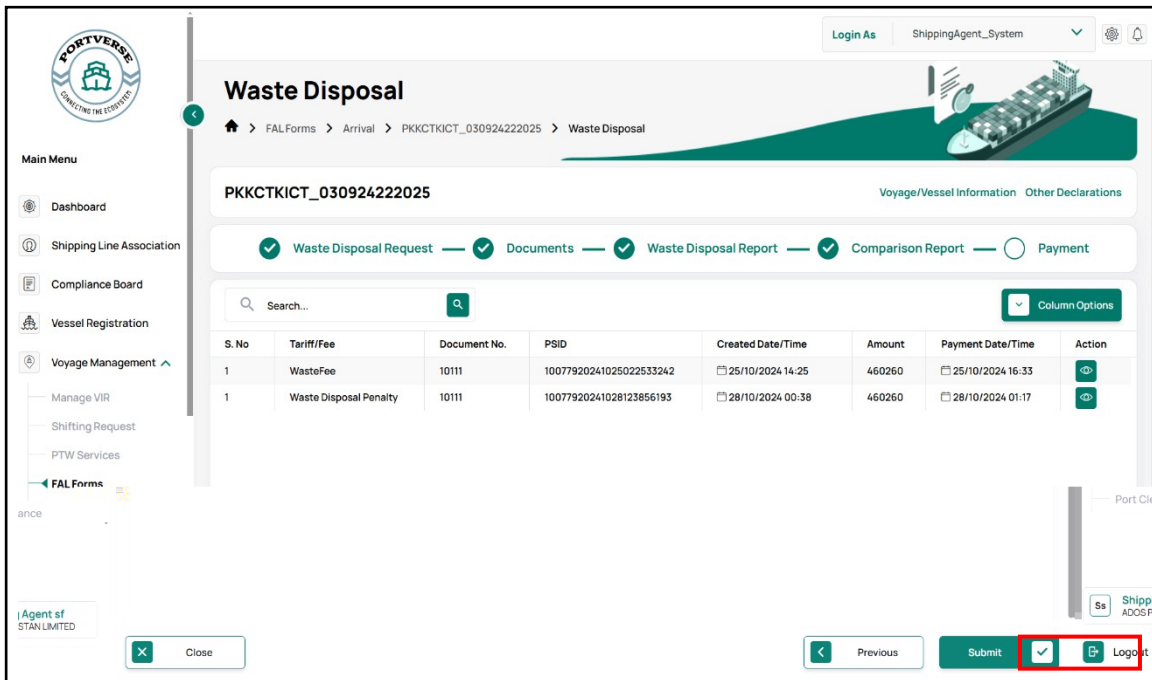 PORTVERSE
CONNECTING THE ECOSYSTEM
Login As ShippingAgent_System
Waste Disposal
> FAL Forms > Arrival > PKKCTKICT_030924222025 > Waste Disposal
Main Menu
Dashboard
Shipping Line Association
Compliance Board
Vessel Registration
Voyage Management
Manage VIR
Shifting Request
PTW Services
FAL Forms
PKKCTKICT_030924222025 Voyage/Vessel Information Other Declarations
Waste Disposal Request Documents Waste Disposal Report Comparison Report Payment
Search... Column Options
S. No Tariff/Fee Document No. PSID Created Date/Time Amount Payment Date/Time Action
1 WasteFee 10111 10077920241025022533242 25/10/2024 14:25 460260 25/10/2024 16:33
1 Waste Disposal Penalty 10111 10077920241028123856193 28/10/2024 00:38 460260 28/10/2024 01:17
ance
Port Cle
Agent sf
STAN LIMITED
Ss Shipp
ADOS P
Close Previous Submit Logout